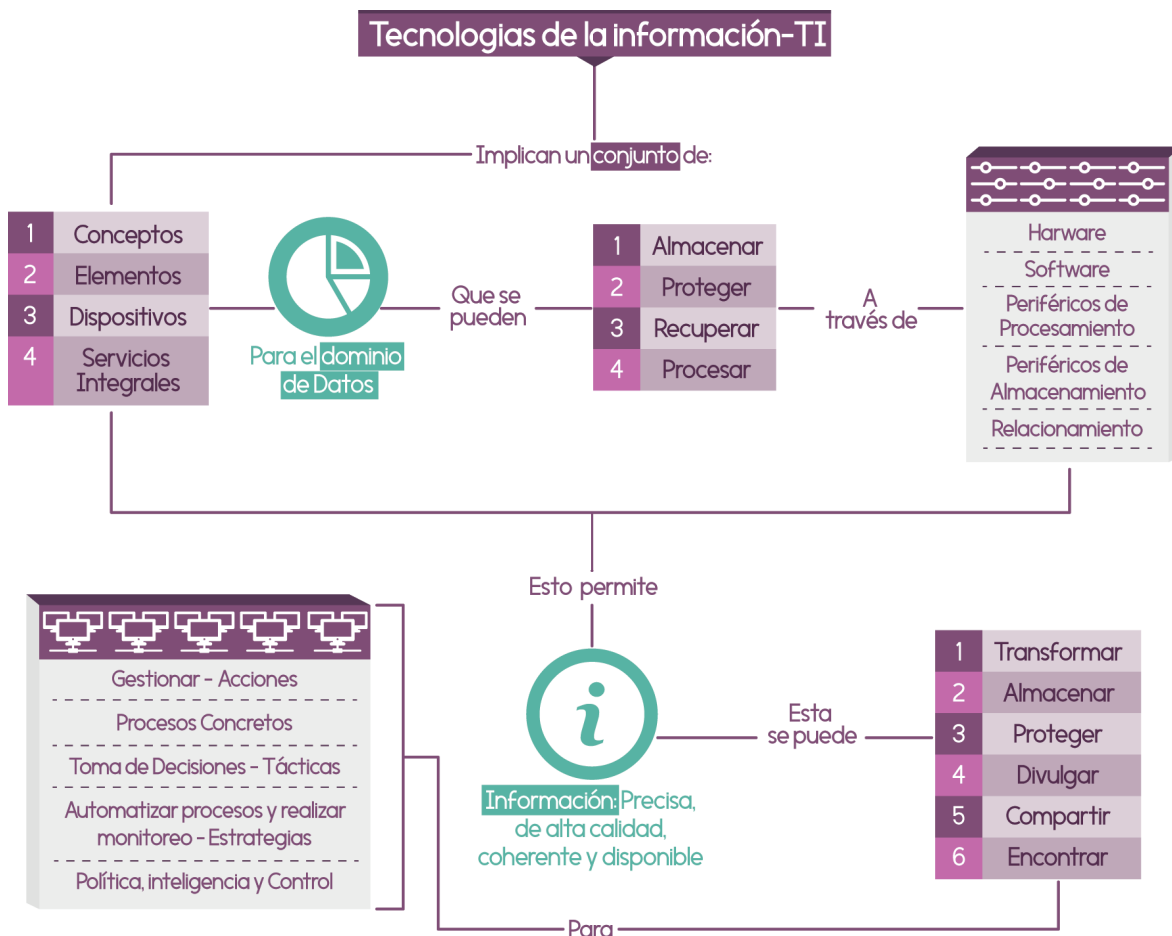 Tecnologias de la información-TI
Implican un conjunto de:
1 Conceptos
2 Elementos
3 Dispositivos
4 Servicios
Integrales
Para el dominio
de Datos
Que se
pueden
1 Almacenar
2 Proteger
3 Recuperar
4 Procesar
A
través de
Harware
Software
Periféricos de
Procesamiento
Periféricos de
Almacenamiento
Relacionamiento
Esto permite
i
Información: Precisa,
de alta calidad,
coherente y disponible
Esta
se puede
1 Transformar
2 Almacenar
3 Proteger
4 Divulgar
5 Compartir
6 Encontrar
Para
Gestionar - Acciones
Procesos Concretos
Toma de Decisiones - Tácticas
Automatizar procesos y realizar
monitoreo - Estrategias
Política, inteligencia y Control